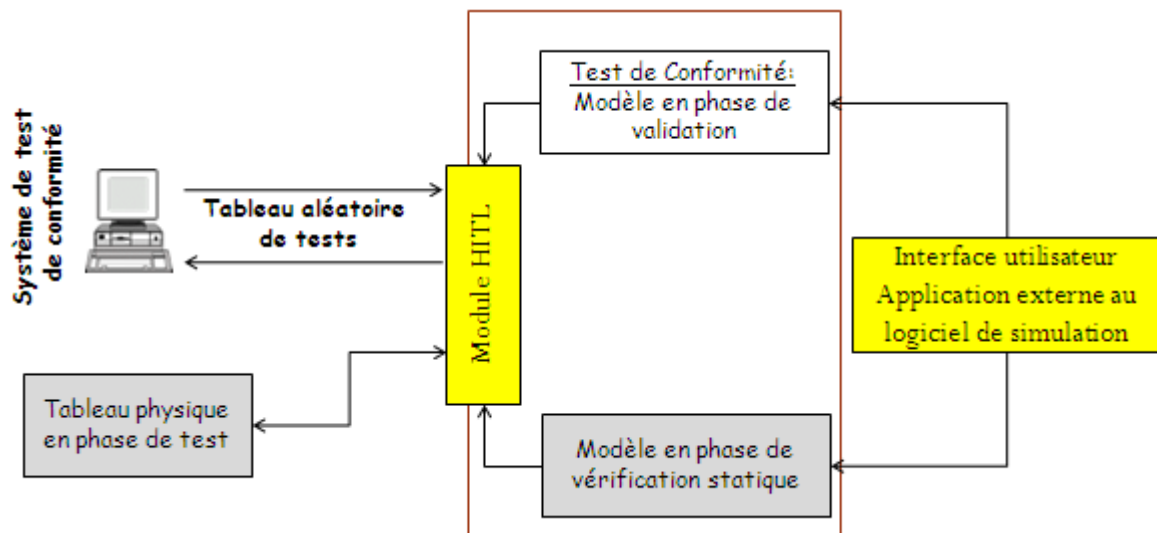 Test de Conformité:
Modèle en phase de
validation
Système de test
de conformité
Tableau aléatoire
de tests
Module HITL
Interface utilisateur
Application externe au
logiciel de simulation
Tableau physique
en phase de test
Modèle en phase de
vérification statique